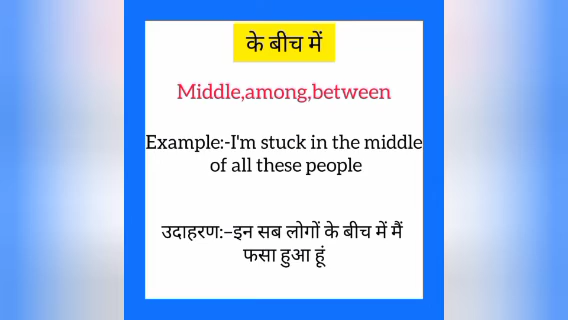 के बीच में
Middle,among,between
Example:-I'm stuck in the middle
of all these people
उदाहरण:–इन सब लोगों के बीच में मैं
फसा हुआ हूं